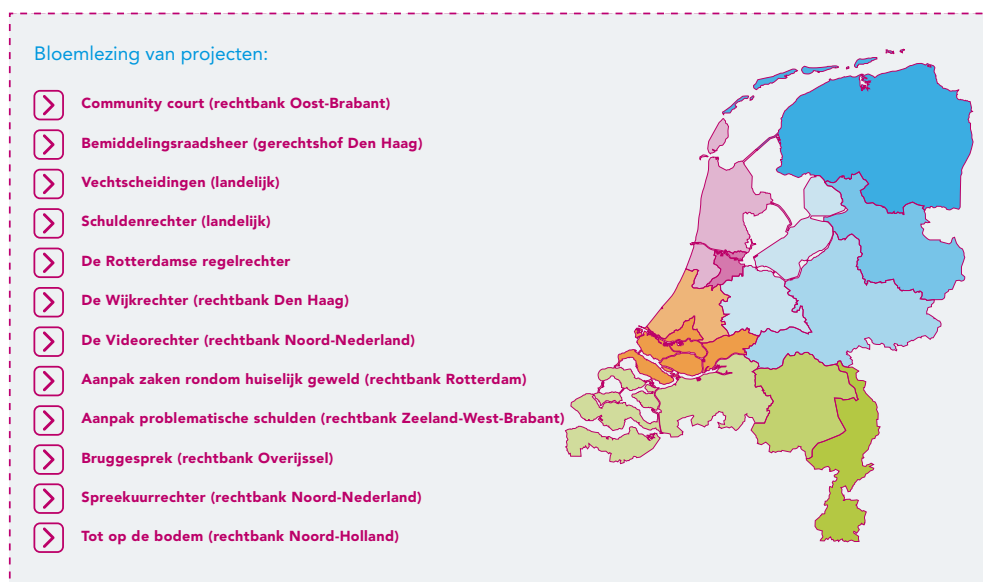 Bloemlezing van projecten:
Community court (rechtbank Oost-Brabant)
Bemiddelingsraadsheer (gerechtshof Den Haag)
Vechtscheidingen (landelijk)
Schuldenrechter (landelijk)
De Rotterdamse regelrechter
De Wijkrechter (rechtbank Den Haag)
De Videorechter (rechtbank Noord-Nederland)
Aanpak zaken rondom huiselijk geweld (rechtbank Rotterdam)
Aanpak problematische schulden (rechtbank Zeeland-West-Brabant)
Bruggesprek (rechtbank Overijssel)
Spreekuurrechter (rechtbank Noord-Nederland)
Tot op de bodem (rechtbank Noord-Holland)